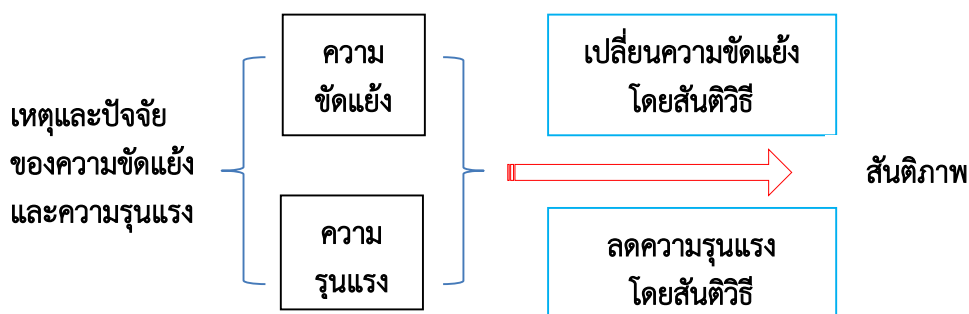 เหตุและปัจจัย
ของความขัดแย้ง
และความรุนแรง
ความ
ขัดแย้ง
ความ
รุนแรง
เปลี่ยนความขัดแย้ง
โดยสันติวิธี
ลดความรุนแรง
โดยสันติวิธี
สันติภาพ